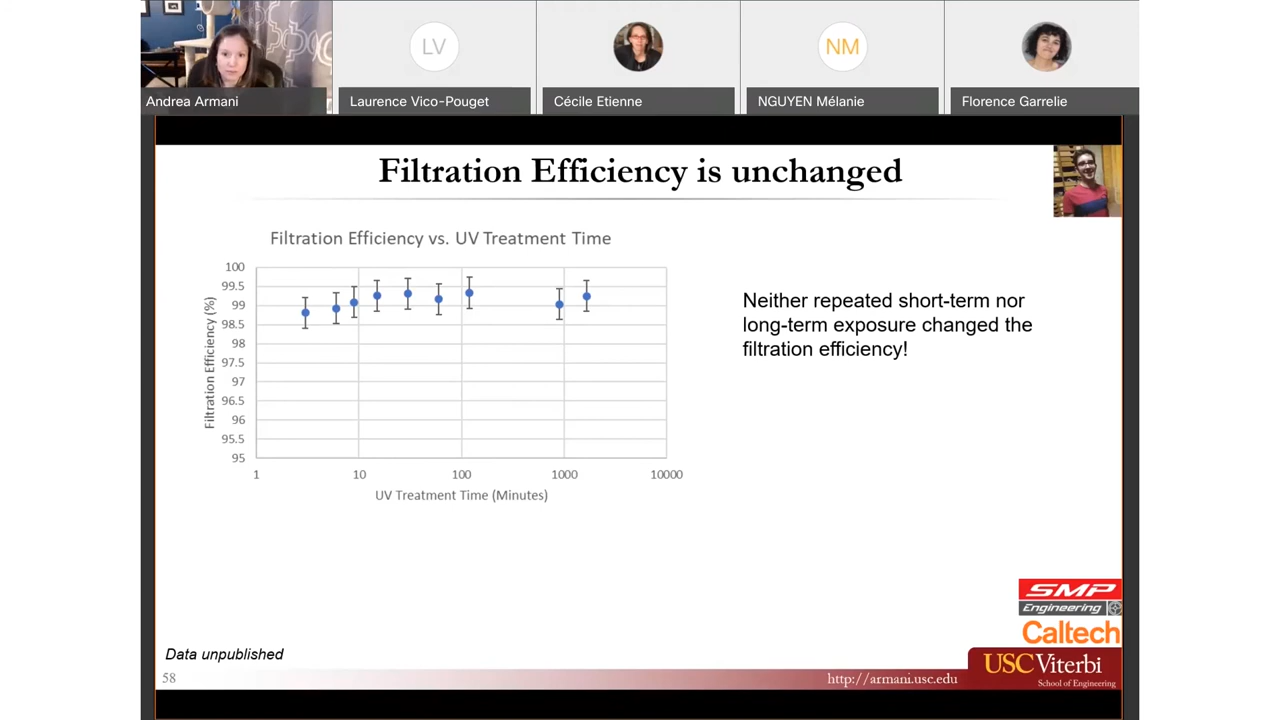 LV
NM
Andrea Armani
Laurence Vico-Pouget
Cécile Etienne
NGUYEN Mélanie
Florence Garrelie
Filtration Efficiency is unchanged
Filtration Efficiency vs. UV Treatment Time
100
99.5
99
98.5
98
97.5
97
96.5
96
95.5
95
Filtration Efficiency (%)
1
10
100
1000
10000
UV Treatment Time (Minutes)
Neither repeated short-term nor
long-term exposure changed the
filtration efficiency!
SMP
Engineering
Caltech
Data unpublished
58
http://armani.usc.edu
USC Viterbi
School of Engineering